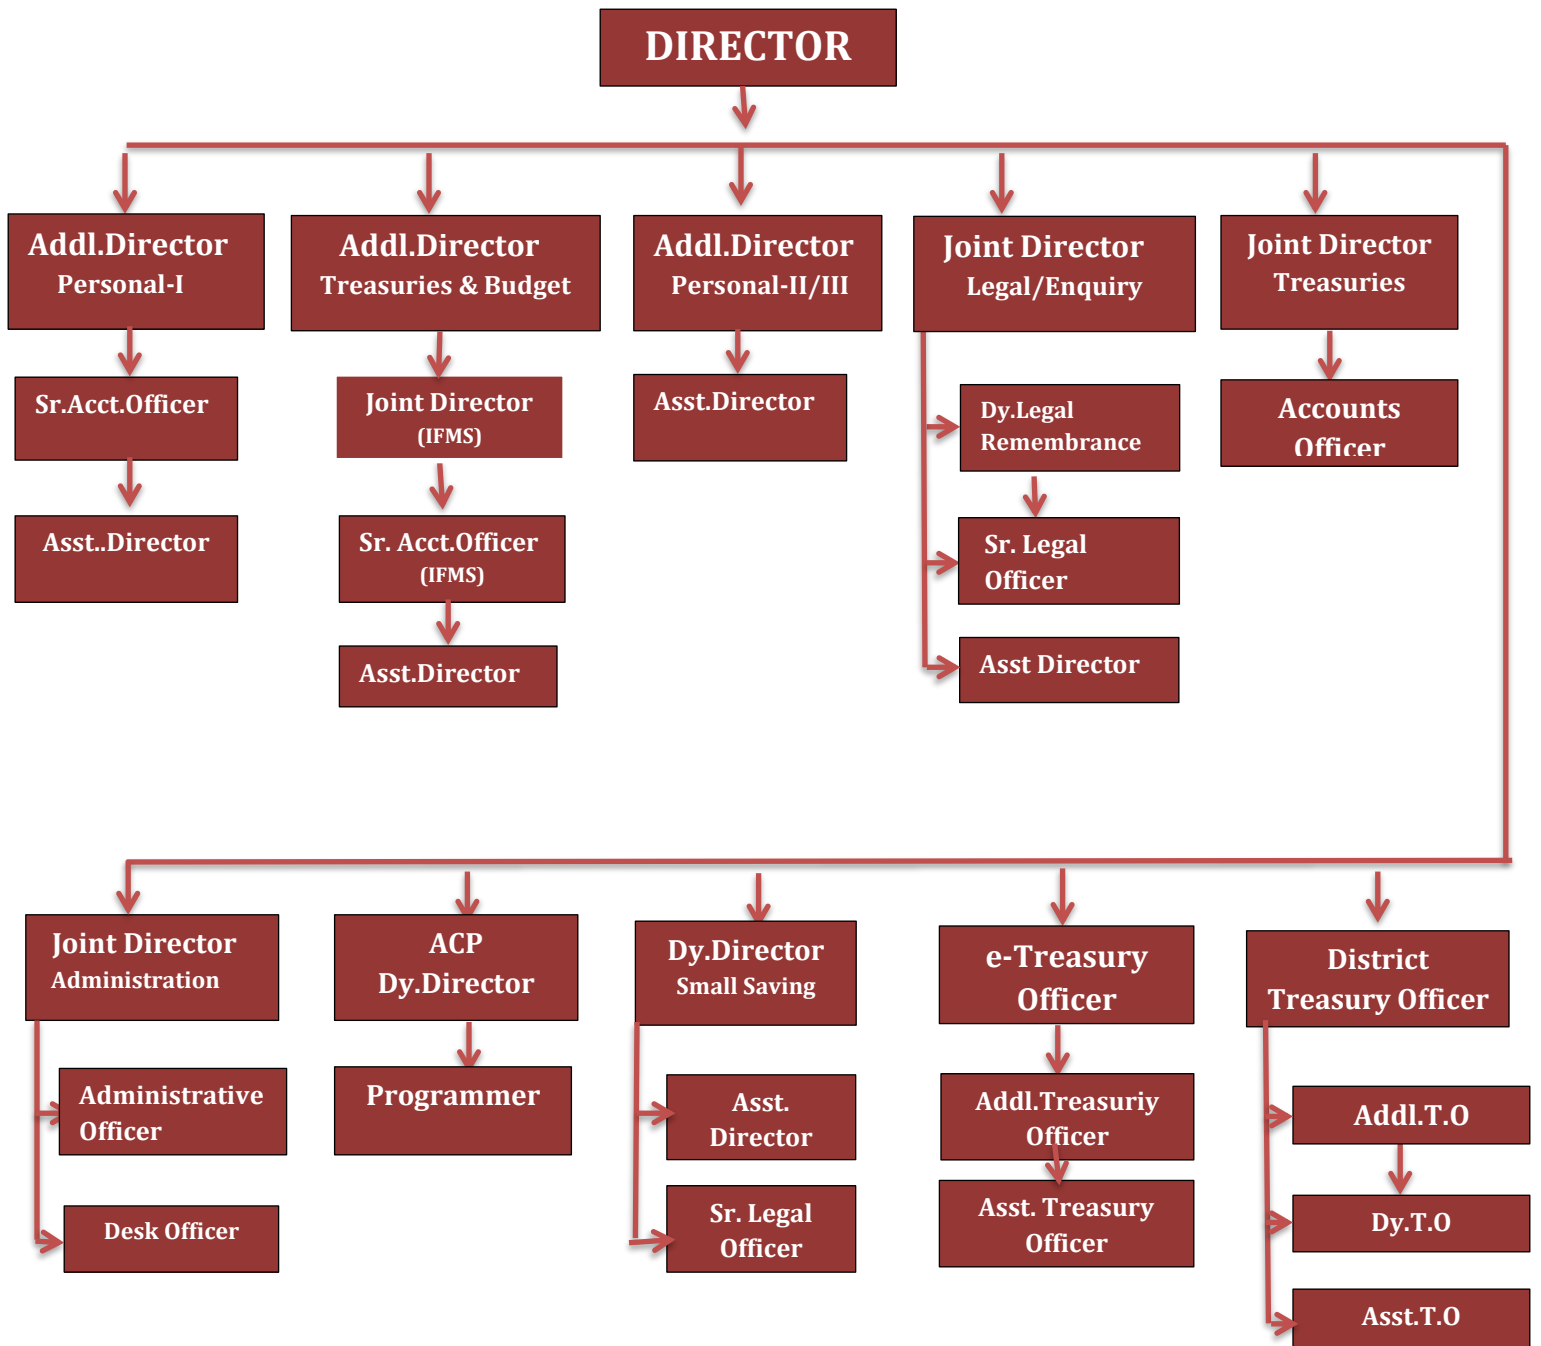 DIRECTOR
Addl.Director
Personal-I
Addl.Director
Treasuries & Budget
Addl.Director
Personal-II/III
Joint Director
Legal/Enquiry
Joint Director
Treasuries
Sr.Acct.Officer
Joint Director
(IFMS)
Asst.Director
Dy.Legal
Remembrance
Accounts
Officer
Asst..Director
Sr. Acct.Officer
(IFMS)
Sr. Legal
Officer
Asst.Director
Asst Director
Joint Director
Administration
ACP
Dy.Director
Dy.Director
Small Saving
e-Treasury
Officer
District
Treasury Officer
Administrative
Officer
Programmer
Asst.
Director
Addl.Treasuriy
Officer
Addl.T.O
Desk Officer
Sr. Legal
Officer
Asst. Treasury
Officer
Dy.T.O
Asst.T.O